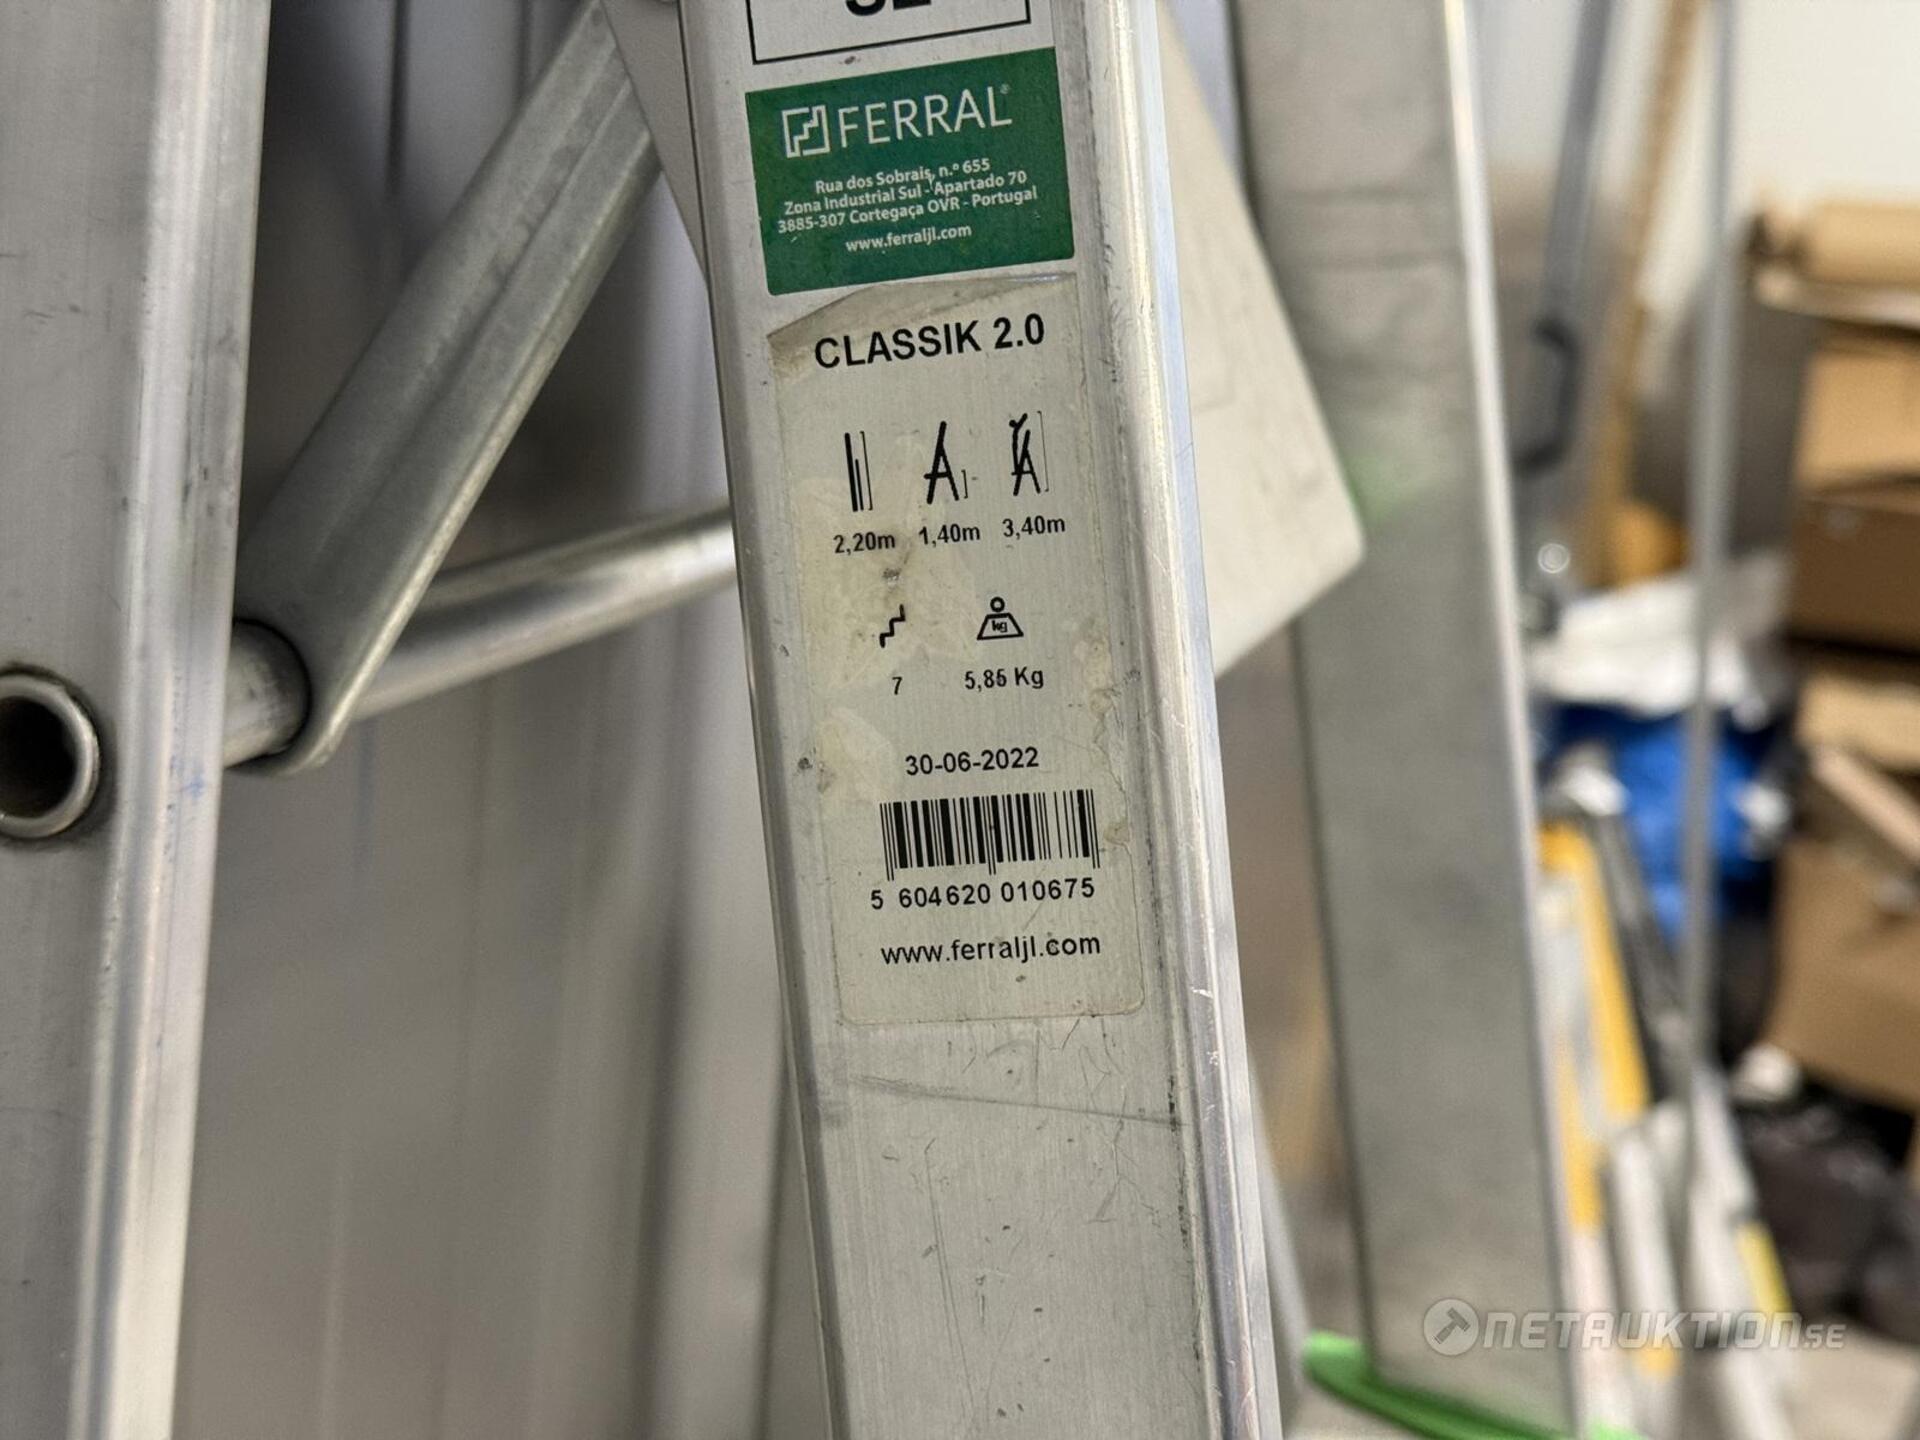 FERRAL®
Rua dos Sobrais, n.º 655
Zona Industrial Sul - Apartado 70
3885-307 Cortegaça OVR - Portugal
www.ferraljl.com
CLASSIK 2.0
2,20m 1,40m 3,40m
kg
7 5,85 Kg
30-06-2022
5 604620 010675
www.ferraljl.com
NETAUKTION.SE